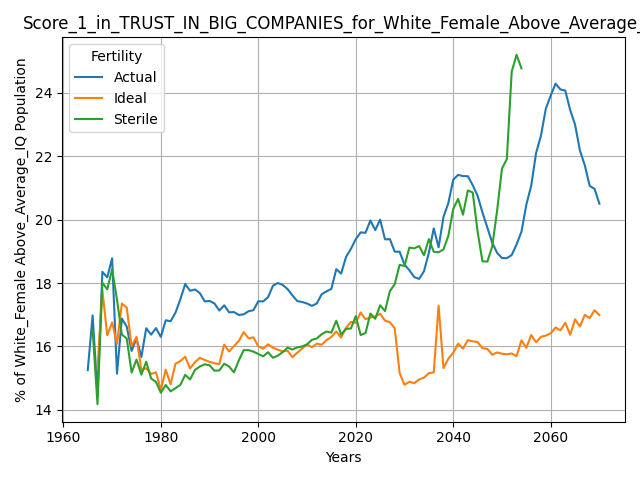 Score_1_in_TRUST_IN_BIG_COMPANIES_for_White_Female_Above_Average_
Fertility
Actual
Ideal
Sterile
% of White_Female Above_Average_IQ Population
24
22
20
18
16
14
1960
1980
2000
2020
2040
2060
Years